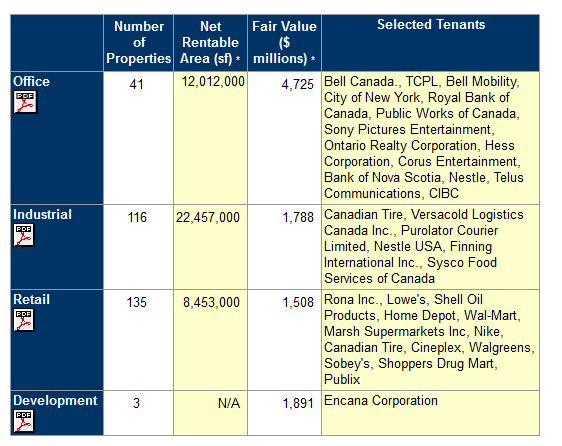 Number of Properties
Net Rentable Area (sf) *
Fair Value ($ millions) *
Selected Tenants
Office
PDF
41
12,012,000
4,725
Bell Canada., TCPL, Bell Mobility,
City of New York, Royal Bank of
Canada, Public Works of Canada,
Sony Pictures Entertainment,
Ontario Realty Corporation, Hess
Corporation, Corus Entertainment,
Bank of Nova Scotia, Nestle, Telus
Communications, CIBC
Industrial
PDF
116
22,457,000
1,788
Canadian Tire, Versacold Logistics
Canada Inc., Purolator Courier
Limited, Nestle USA, Finning
International Inc., Sysco Food
Services of Canada
Retail
PDF
135
8,453,000
1,508
Rona Inc., Lowe's, Shell Oil
Products, Home Depot, Wal-Mart,
Marsh Supermarkets Inc, Nike,
Canadian Tire, Cineplex, Walgreens,
Sobey's, Shoppers Drug Mart,
Publix
Development
PDF
3
N/A
1,891
Encana Corporation